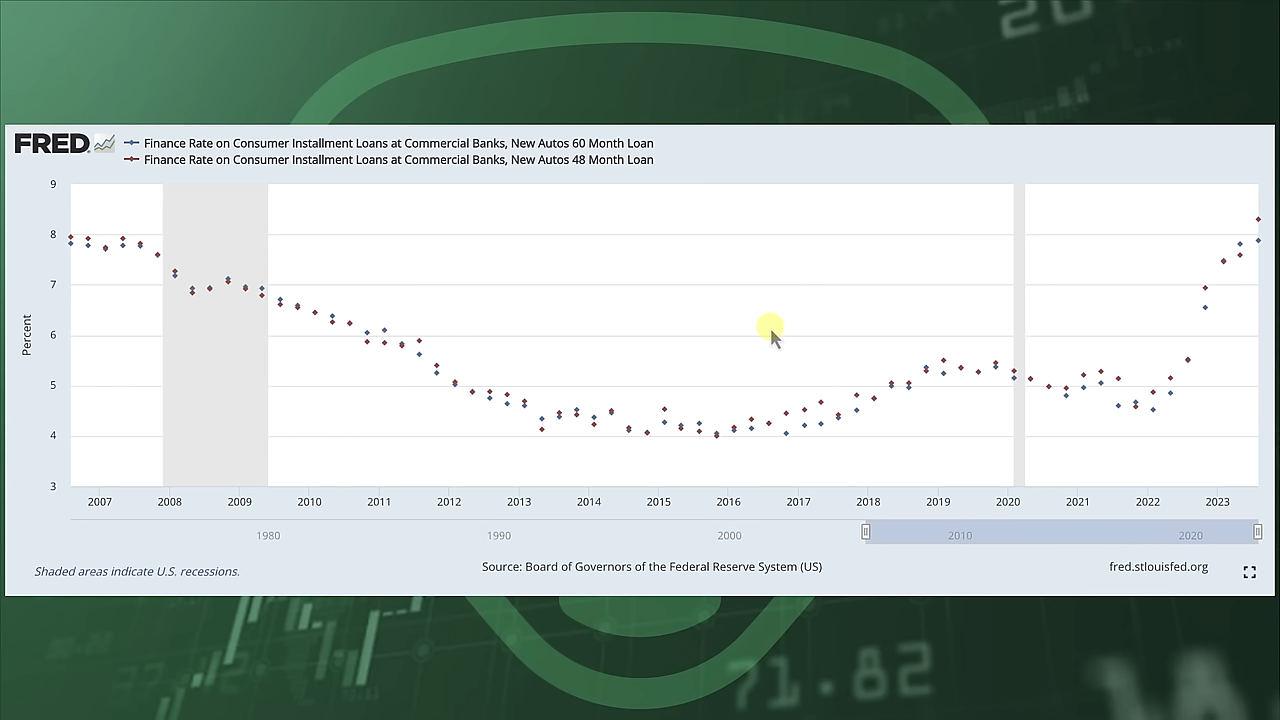 20
FRED
Finance Rate on Consumer Installment Loans at Commercial Banks, New Autos 60 Month Loan
Finance Rate on Consumer Installment Loans at Commercial Banks, New Autos 48 Month Loan
Percent
9
8
7
6
5
4
3
2007 2008 2009 2010 2011 2012 2013 2014 2015 2016 2017 2018 2019 2020 2021 2022 2023
1980 1990 2000 2010 2020
Shaded areas indicate U.S. recessions.
Source: Board of Governors of the Federal Reserve System (US)
fred.stlouisfed.org
71.82